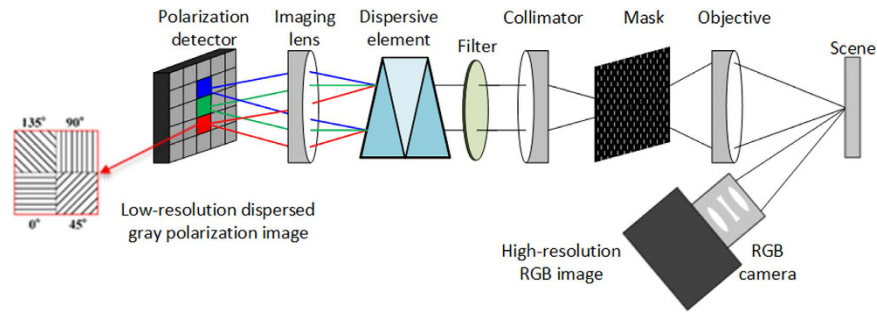 Polarization
detector
Imaging
lens
Dispersive
element
Filter
Collimator
Mask
Objective
Scene
135° 90°
0° 45°
Low-resolution dispersed
gray polarization image
High-resolution
RGB image
RGB
camera